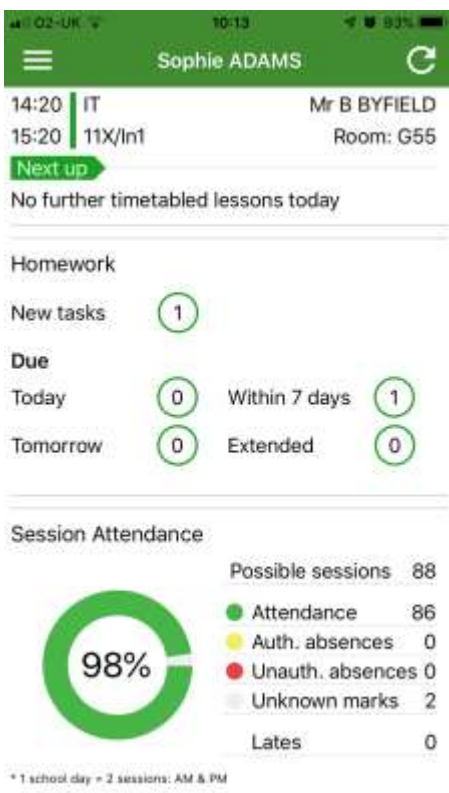 O2-UK 10:13 93%
Sophie ADAMS
14:20 IT Mr B BYFIELD
15:20 11X/In1 Room: G55
Next up
No further timetabled lessons today
Homework
New tasks 1
Due
Today 0 Within 7 days 1
Tomorrow 0 Extended 0
Session Attendance
Possible sessions 88
Attendance 86
Auth. absences 0
98% Unauth. absences 0
Unknown marks 2
Lates 0
* 1 school day = 2 sessions: AM & PM